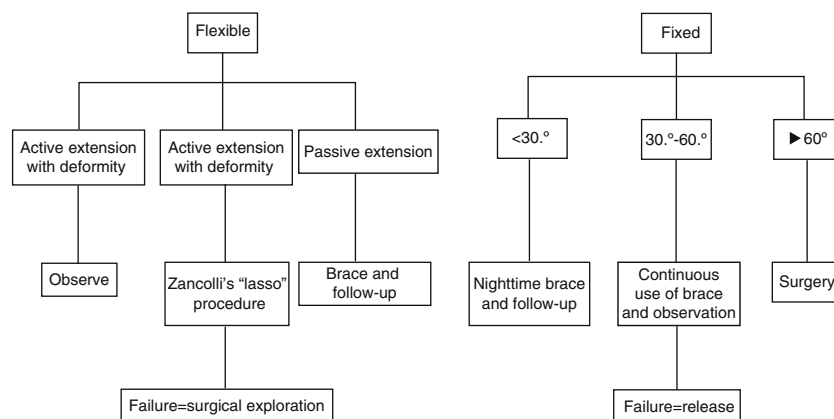 Flexible
Active extension
with deformity
Active extension
with deformity
Passive extension
Observe
Zancolli's “lasso”
procedure
Brace and
follow-up
Failure=surgical exploration
Fixed
<30.º
30.º-60.º
▶60º
Nighttime brace
and follow-up
Continuous
use of brace
and observation
Surgery
Failure=release